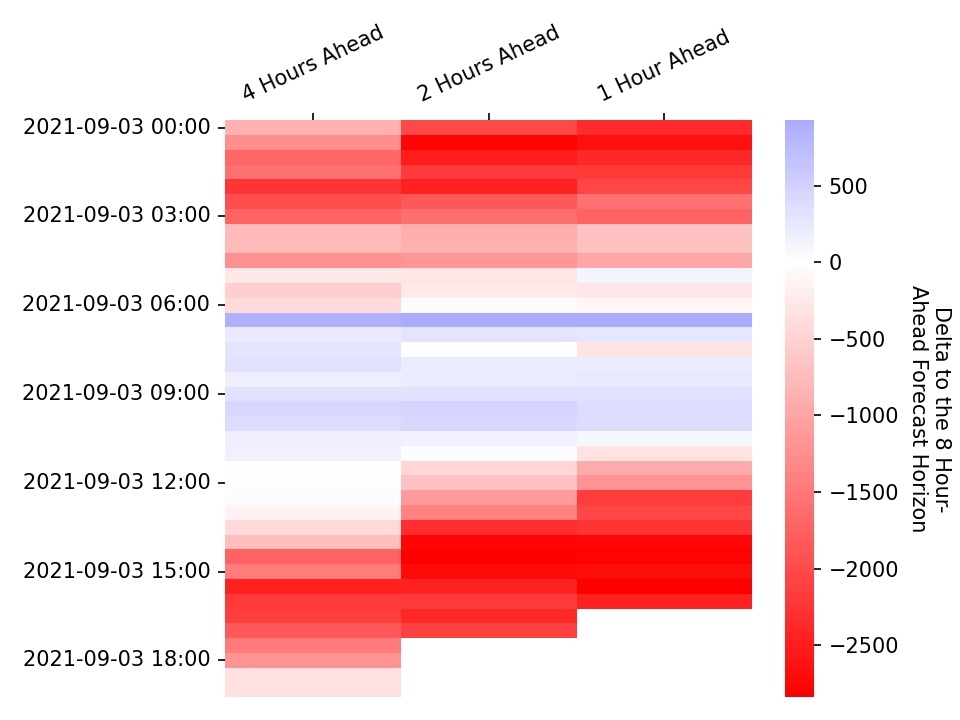 4 Hours Ahead
2 Hours Ahead
1 Hour Ahead
2021-09-03 00:00
2021-09-03 03:00
2021-09-03 06:00
2021-09-03 09:00
2021-09-03 12:00
2021-09-03 15:00
2021-09-03 18:00
500
0
−500
−1000
−1500
−2000
−2500
Delta to the 8 Hour-
Ahead Forecast Horizon